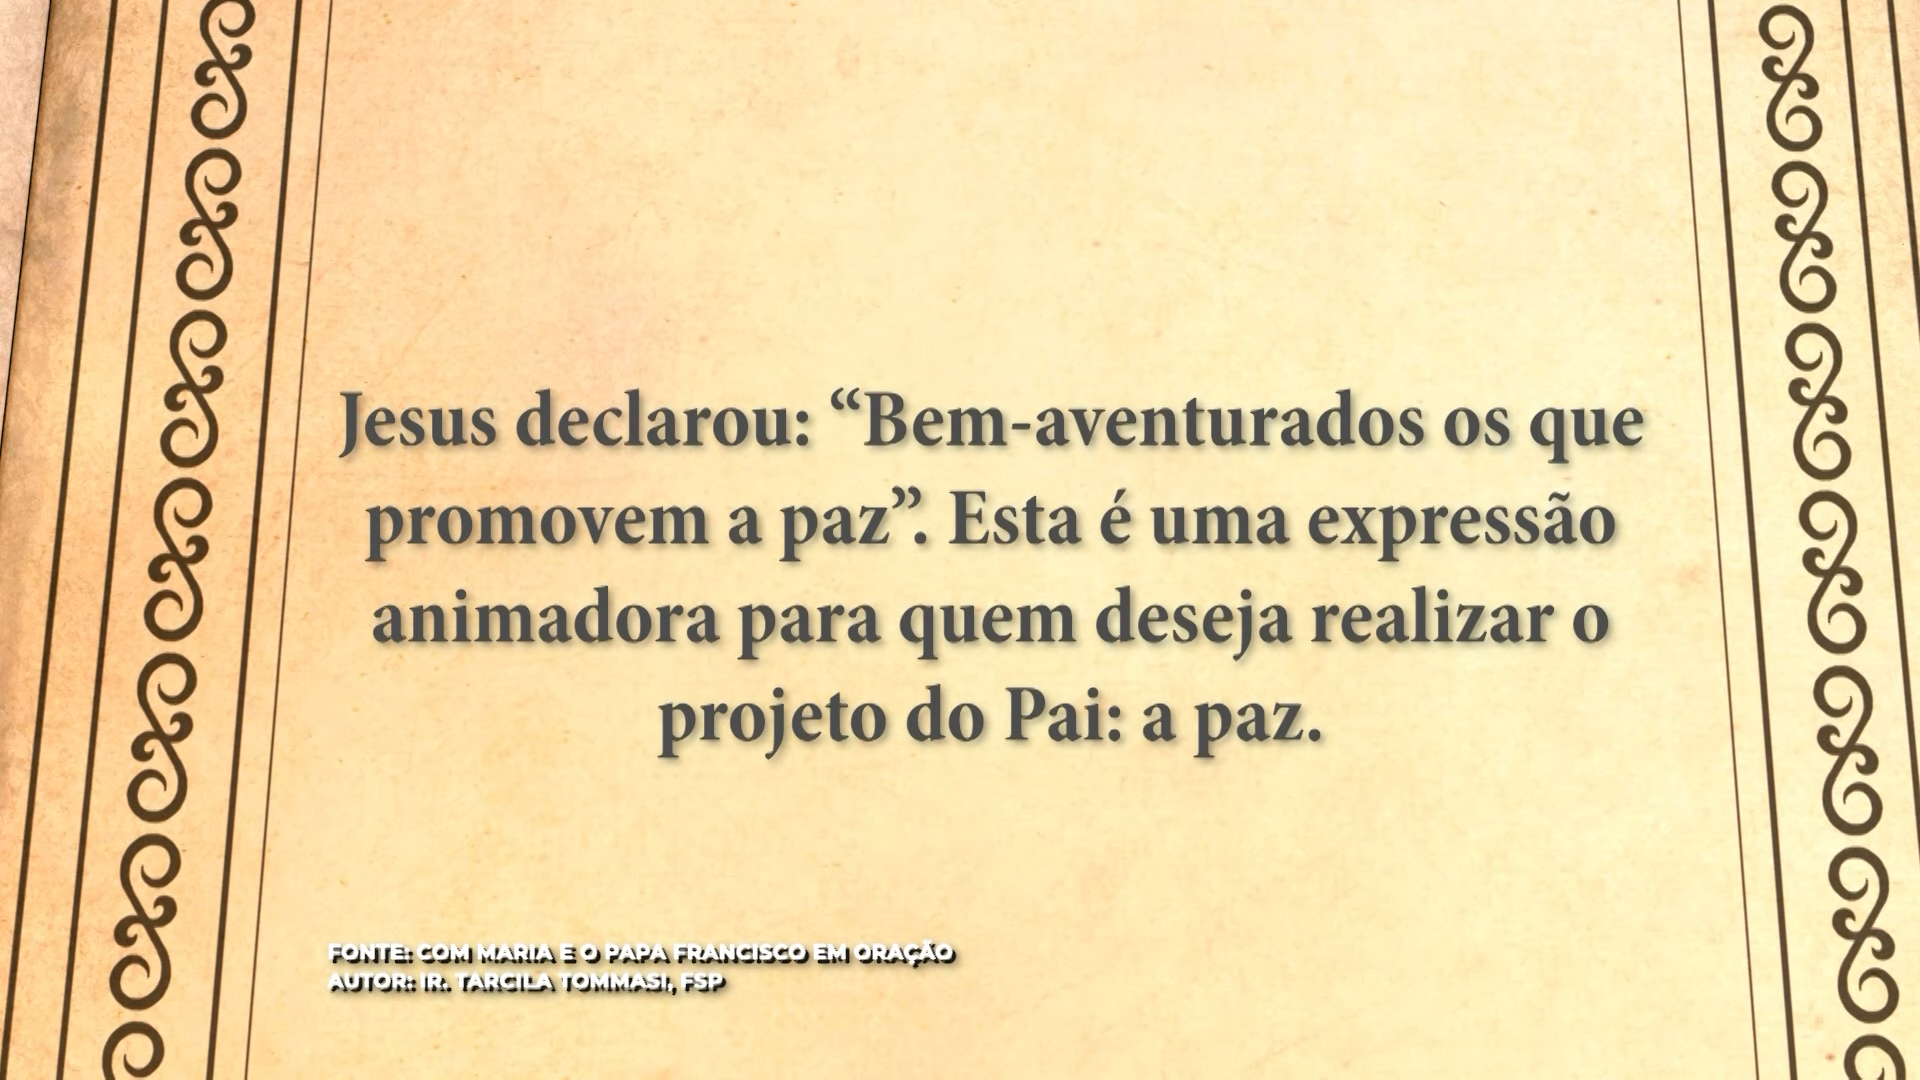 Jesus declarou: “Bem-aventurados os que
promovem a paz”. Esta é uma expressão
animadora para quem deseja realizar o
projeto do Pai: a paz.
FONTE: COM MARIA E O PAPA FRANCISCO EM ORAÇÃO
AUTOR: IR. TARCILA TOMMASI, FSP